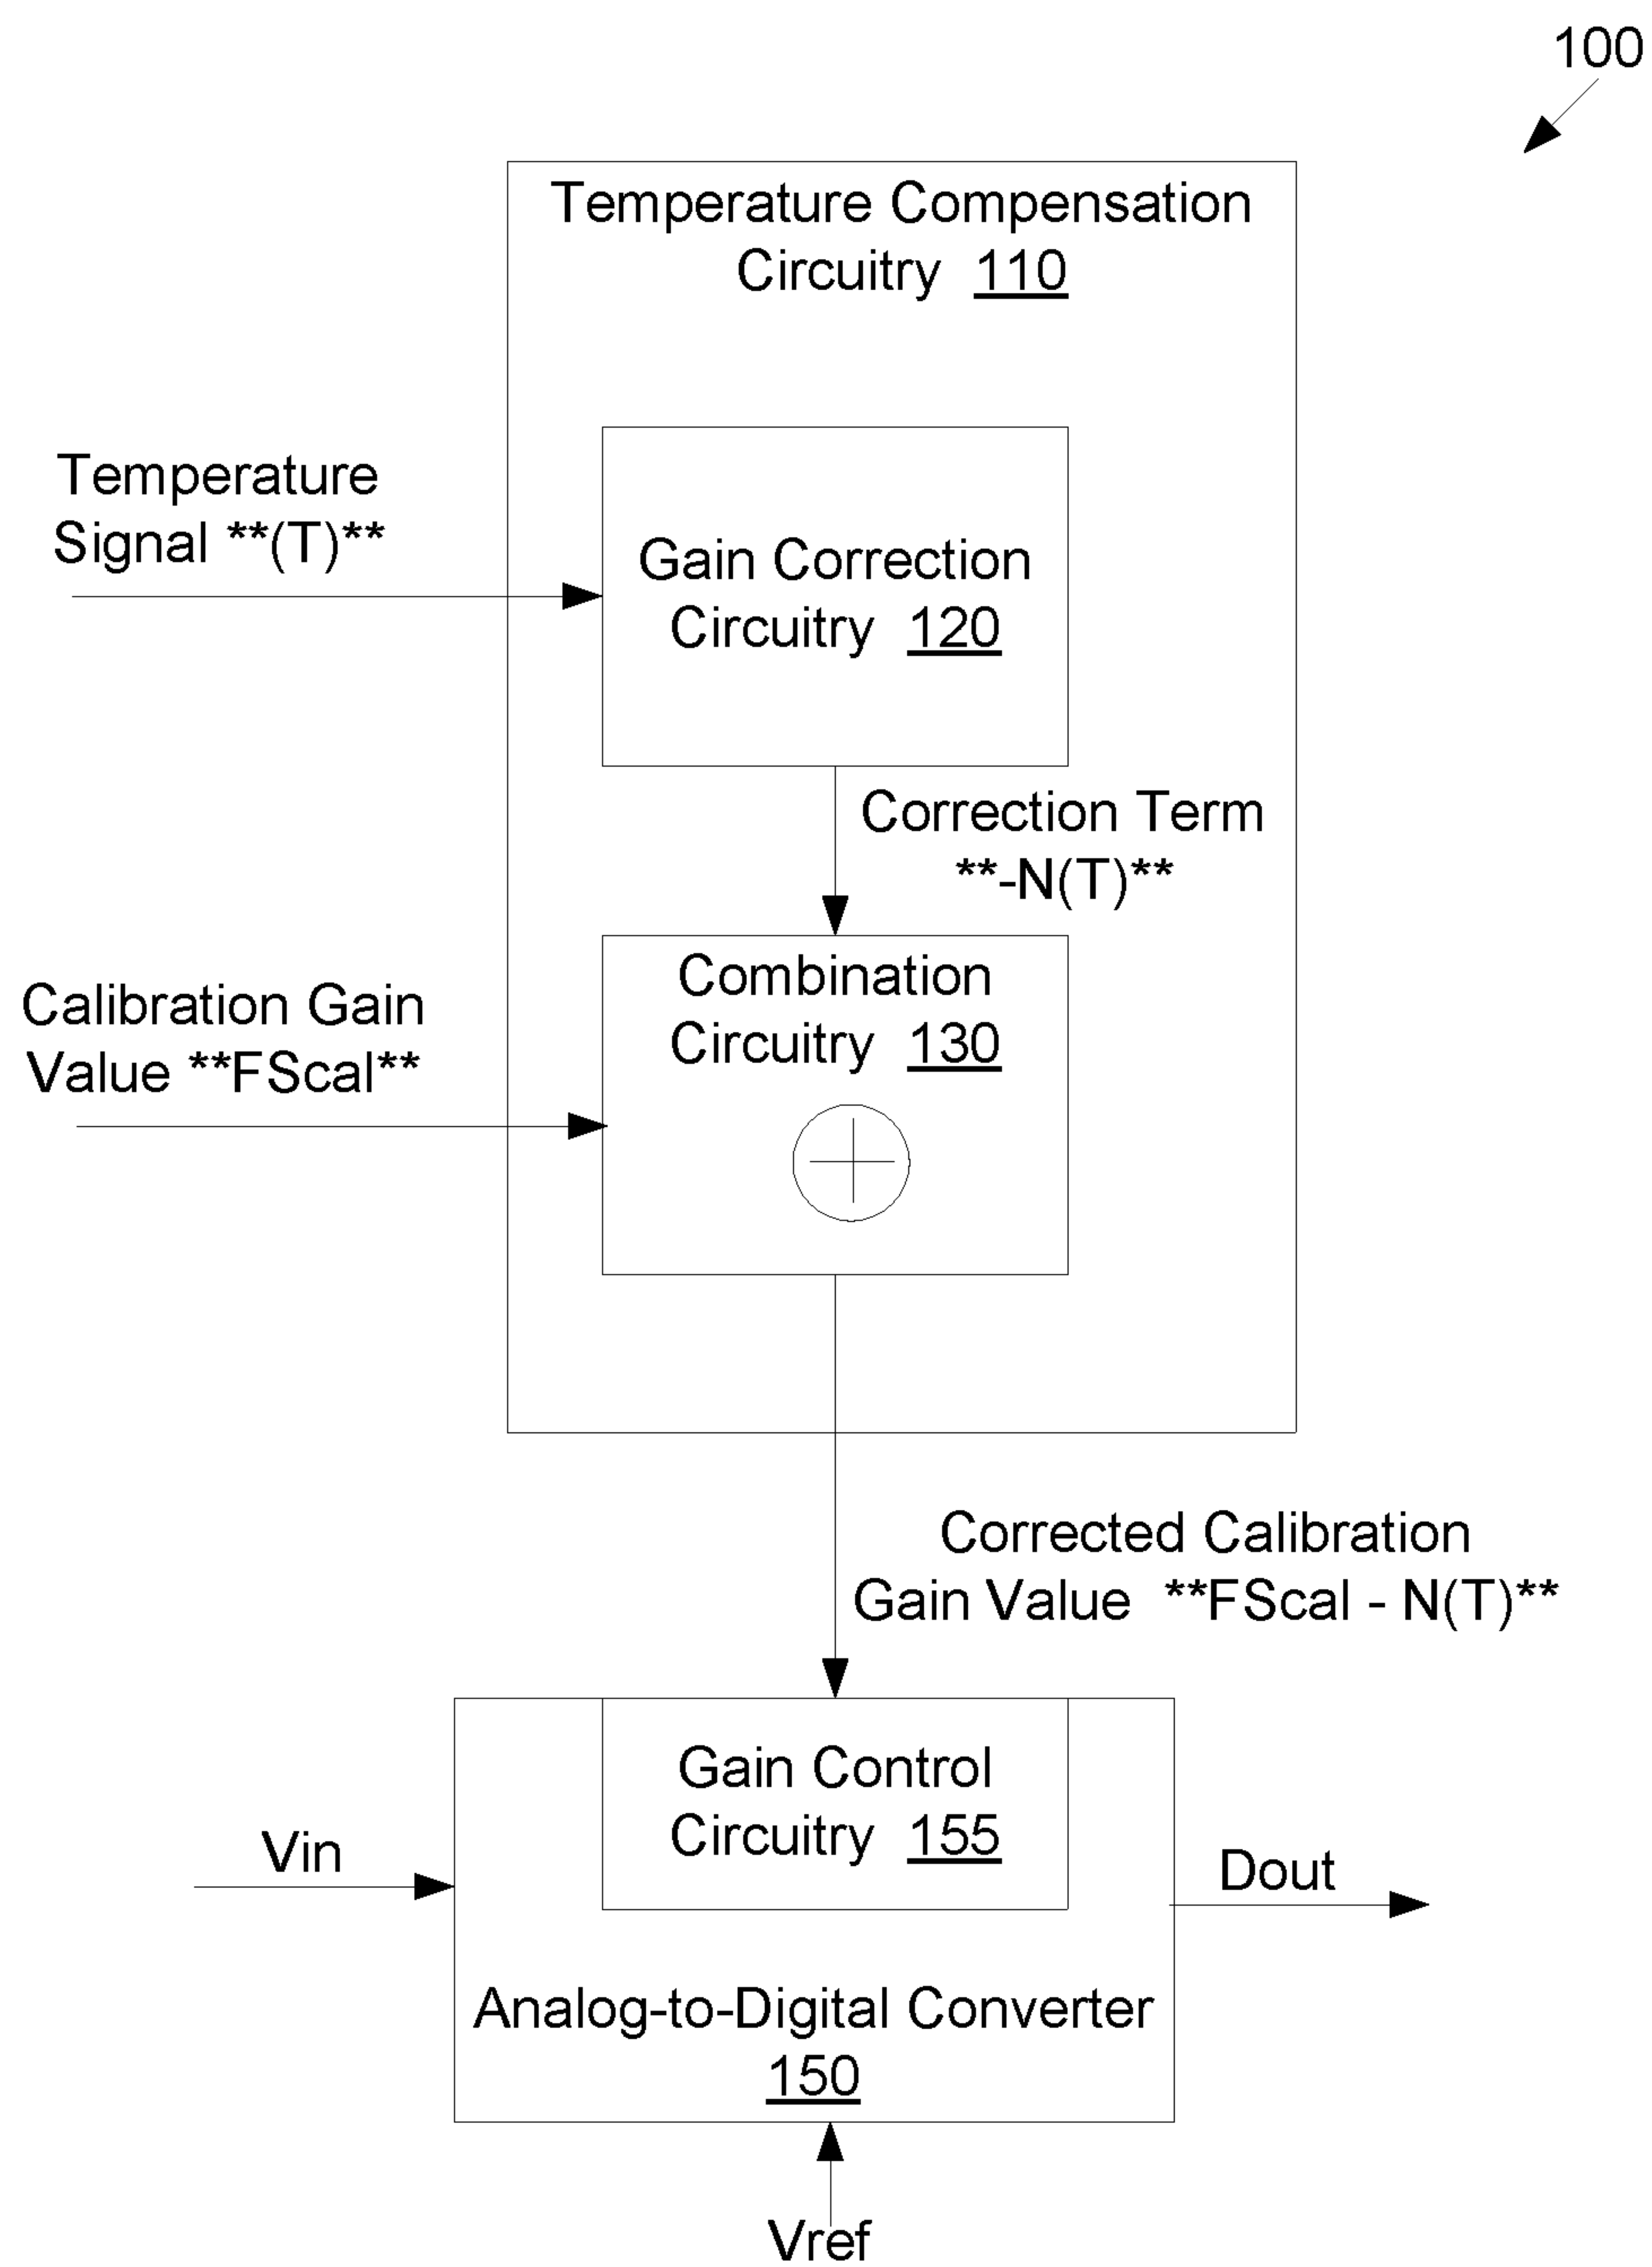 100
Temperature Compensation
Circuitry 110
Temperature
Signal **(T)**
Gain Correction
Circuitry 120
Correction Term
**-N(T)**
Combination
Circuitry 130
Calibration Gain
Value **FScal**
Corrected Calibration
Gain Value **FScal - N(T)**
Gain Control
Circuitry 155
Vin
Dout
Analog-to-Digital Converter
150
Vref